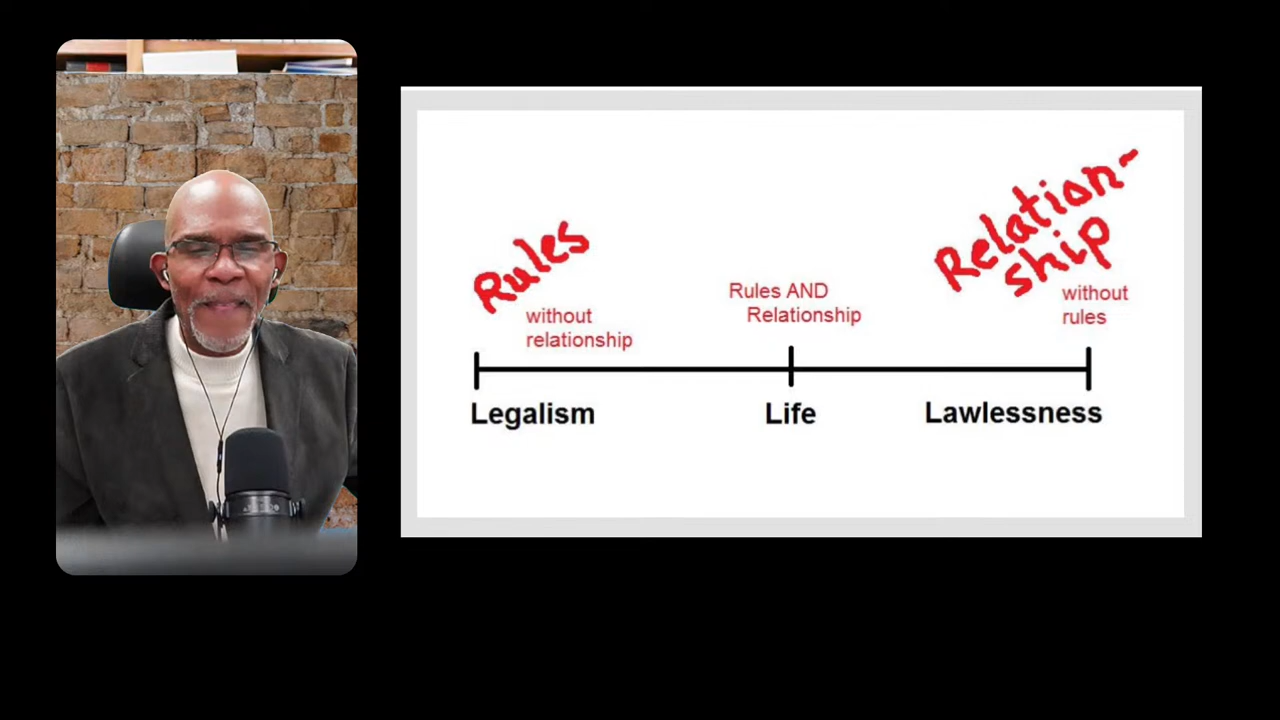 Rules
without
relationship
Rules AND
Relationship
Relation-
ship
without
rules
Legalism
Life
Lawlessness